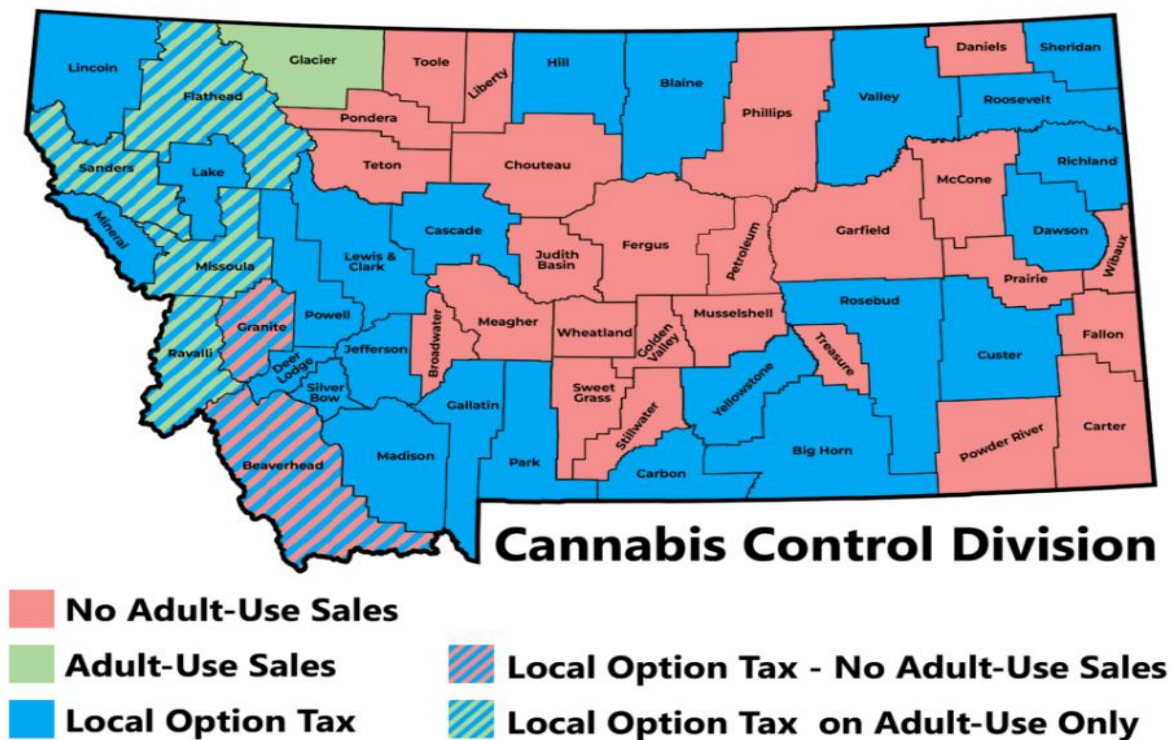 Lincoln
Flathead
Glacier
Toole
Liberty
Hill
Blaine
Phillips
Valley
Daniels
Sheridan
Roosevelt
Pondera
Teton
Chouteau
Sanders
Lake
Richland
McCone
Mineral
Missoula
Lewis &
Clark
Cascade
Judith
Basin
Fergus
Petroleum
Garfield
Dawson
Wibaux
Prairie
Granite
Powell
Ravalli
Deer
Lodge
Silver
Bow
Jefferson
Broadwater
Meagher
Wheatland
Golden
Valley
Musselshell
Rosebud
Treasure
Custer
Fallon
Beaverhead
Madison
Gallatin
Park
Sweet
Grass
Stillwater
Carbon
Yellowstone
Big Horn
Powder River
Carter
Cannabis Control Division
No Adult-Use Sales
Adult-Use Sales
Local Option Tax
Local Option Tax - No Adult-Use Sales
Local Option Tax on Adult-Use Only